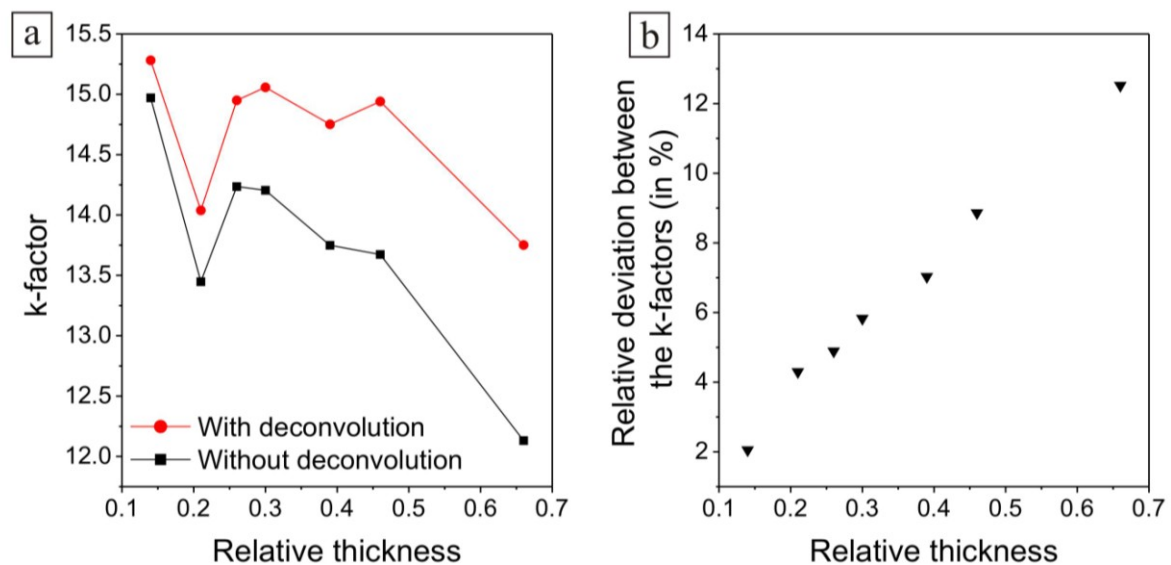 a
15.5
15.0
14.5
14.0
13.5
13.0
12.5
12.0
k-factor
With deconvolution
Without deconvolution
0.1 0.2 0.3 0.4 0.5 0.6 0.7
Relative thickness
b
14
12
10
8
6
4
2
Relative deviation between
the k-factors (in %)
0.1 0.2 0.3 0.4 0.5 0.6 0.7
Relative thickness